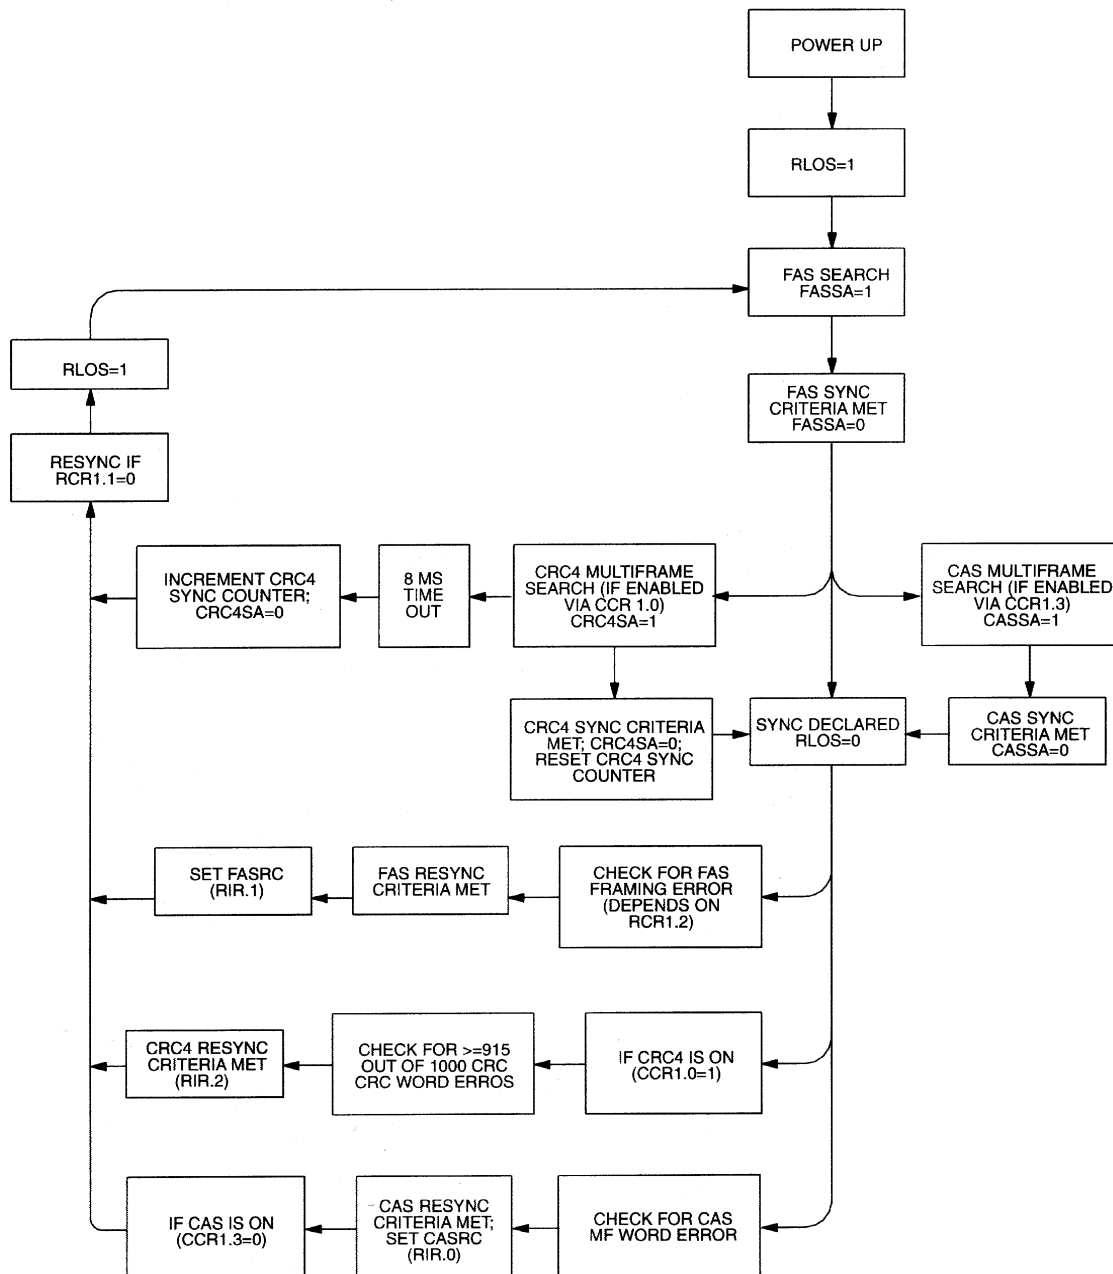 POWER UP
RLOS=1
FAS SEARCH
FASSA=1
RLOS=1
FAS SYNC
CRITERIA MET
FASSA=0
RESYNC IF
RCR1.1=0
INCREMENT CRC4
SYNC COUNTER;
CRC4SA=0
8 MS
TIME
OUT
CRC4 MULTIFRAME
SEARCH (IF ENABLED
VIA CCR 1.0)
CRC4SA=1
CAS MULTIFRAME
SEARCH (IF ENABLED
VIA CCR1.3)
CASSA=1
CRC4 SYNC CRITERIA
MET; CRC4SA=0;
RESET CRC4 SYNC
COUNTER
SYNC DECLARED
RLOS=0
CAS SYNC
CRITERIA MET
CASSA=0
SET FASRC
(RIR.1)
FAS RESYNC
CRITERIA MET
CHECK FOR FAS
FRAMING ERROR
(DEPENDS ON
RCR1.2)
CRC4 RESYNC
CRITERIA MET
(RIR.2)
CHECK FOR >=915
OUT OF 1000 CRC
CRC WORD ERROS
IF CRC4 IS ON
(CCR1.0=1)
IF CAS IS ON
(CCR1.3=0)
CAS RESYNC
CRITERIA MET;
SET CASRC
(RIR.0)
CHECK FOR CAS
MF WORD ERROR